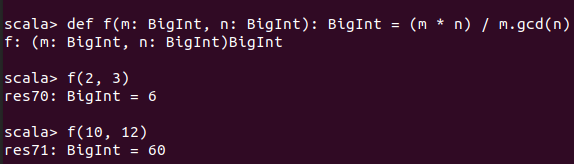 scala> def f(m: BigInt, n: BigInt): BigInt = (m * n) / m.gcd(n)
f: (m: BigInt, n: BigInt)BigInt
scala> f(2, 3)
res70: BigInt = 6
scala> f(10, 12)
res71: BigInt = 60